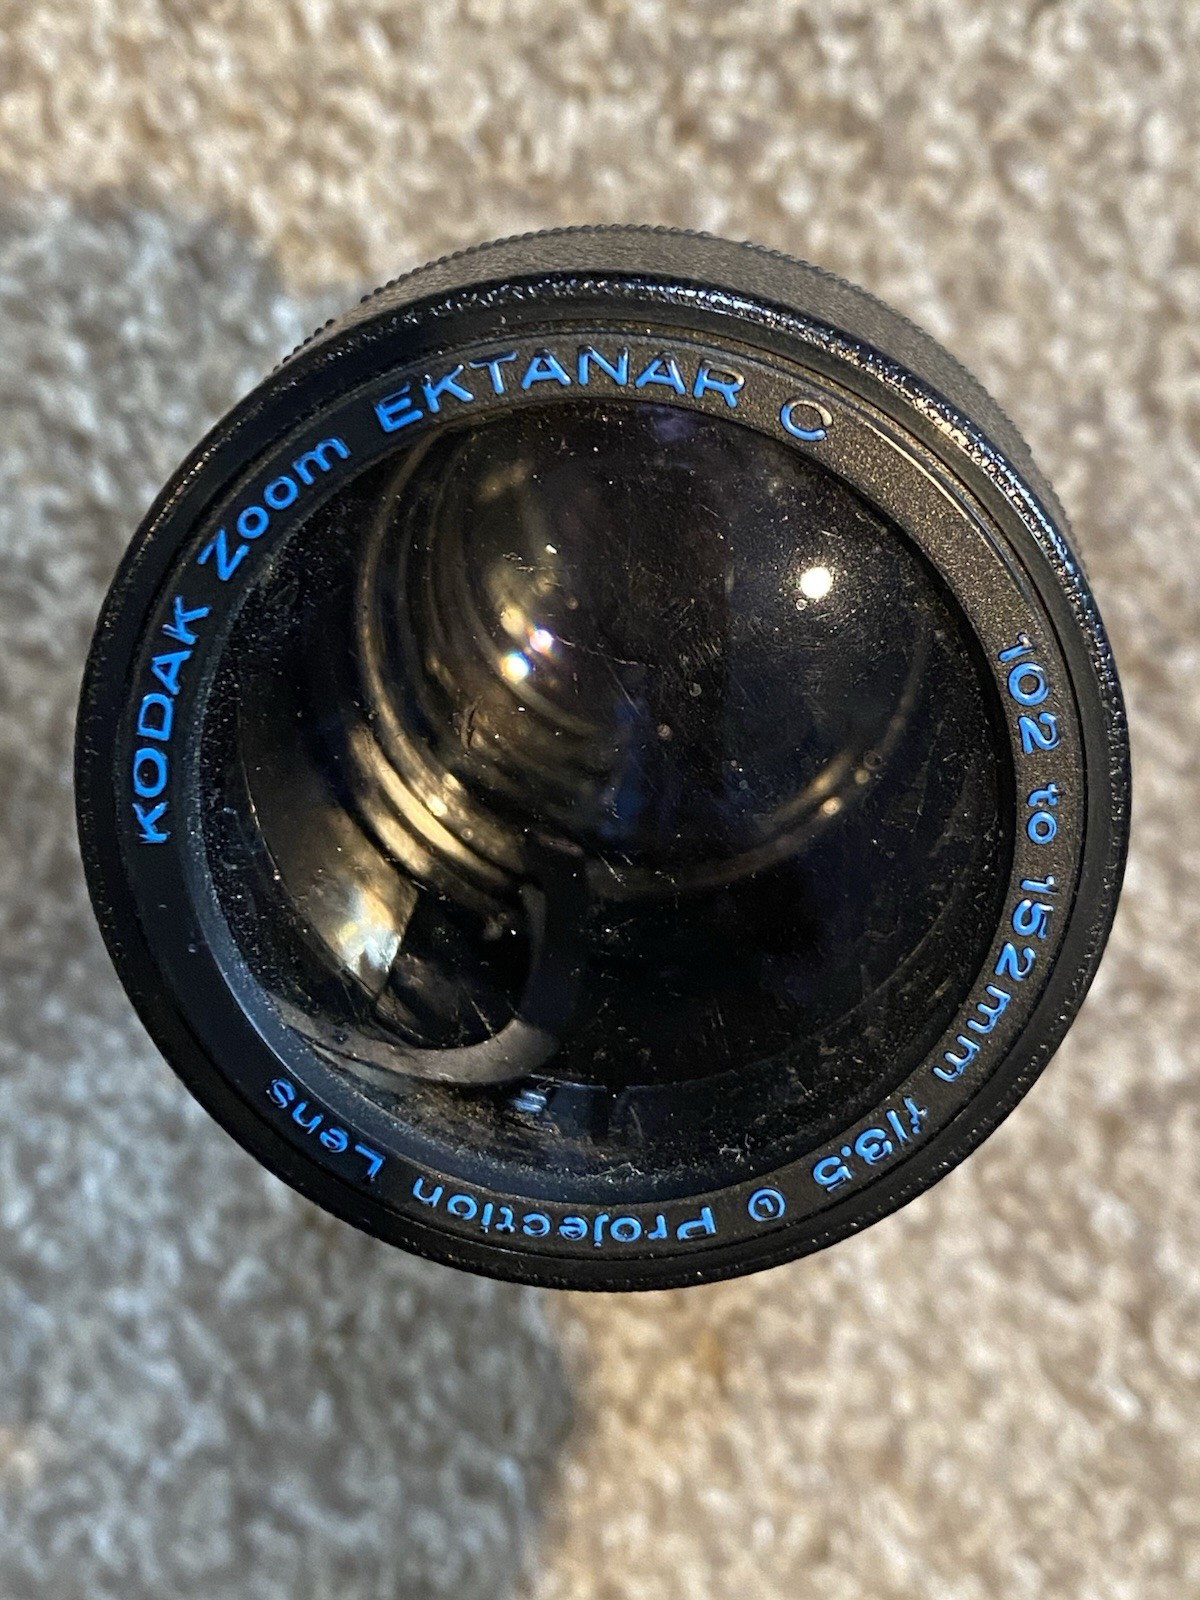 KODAK Zoom EKTANAR C
102 to 152mm f/3.5 Ⓛ Projection Lens